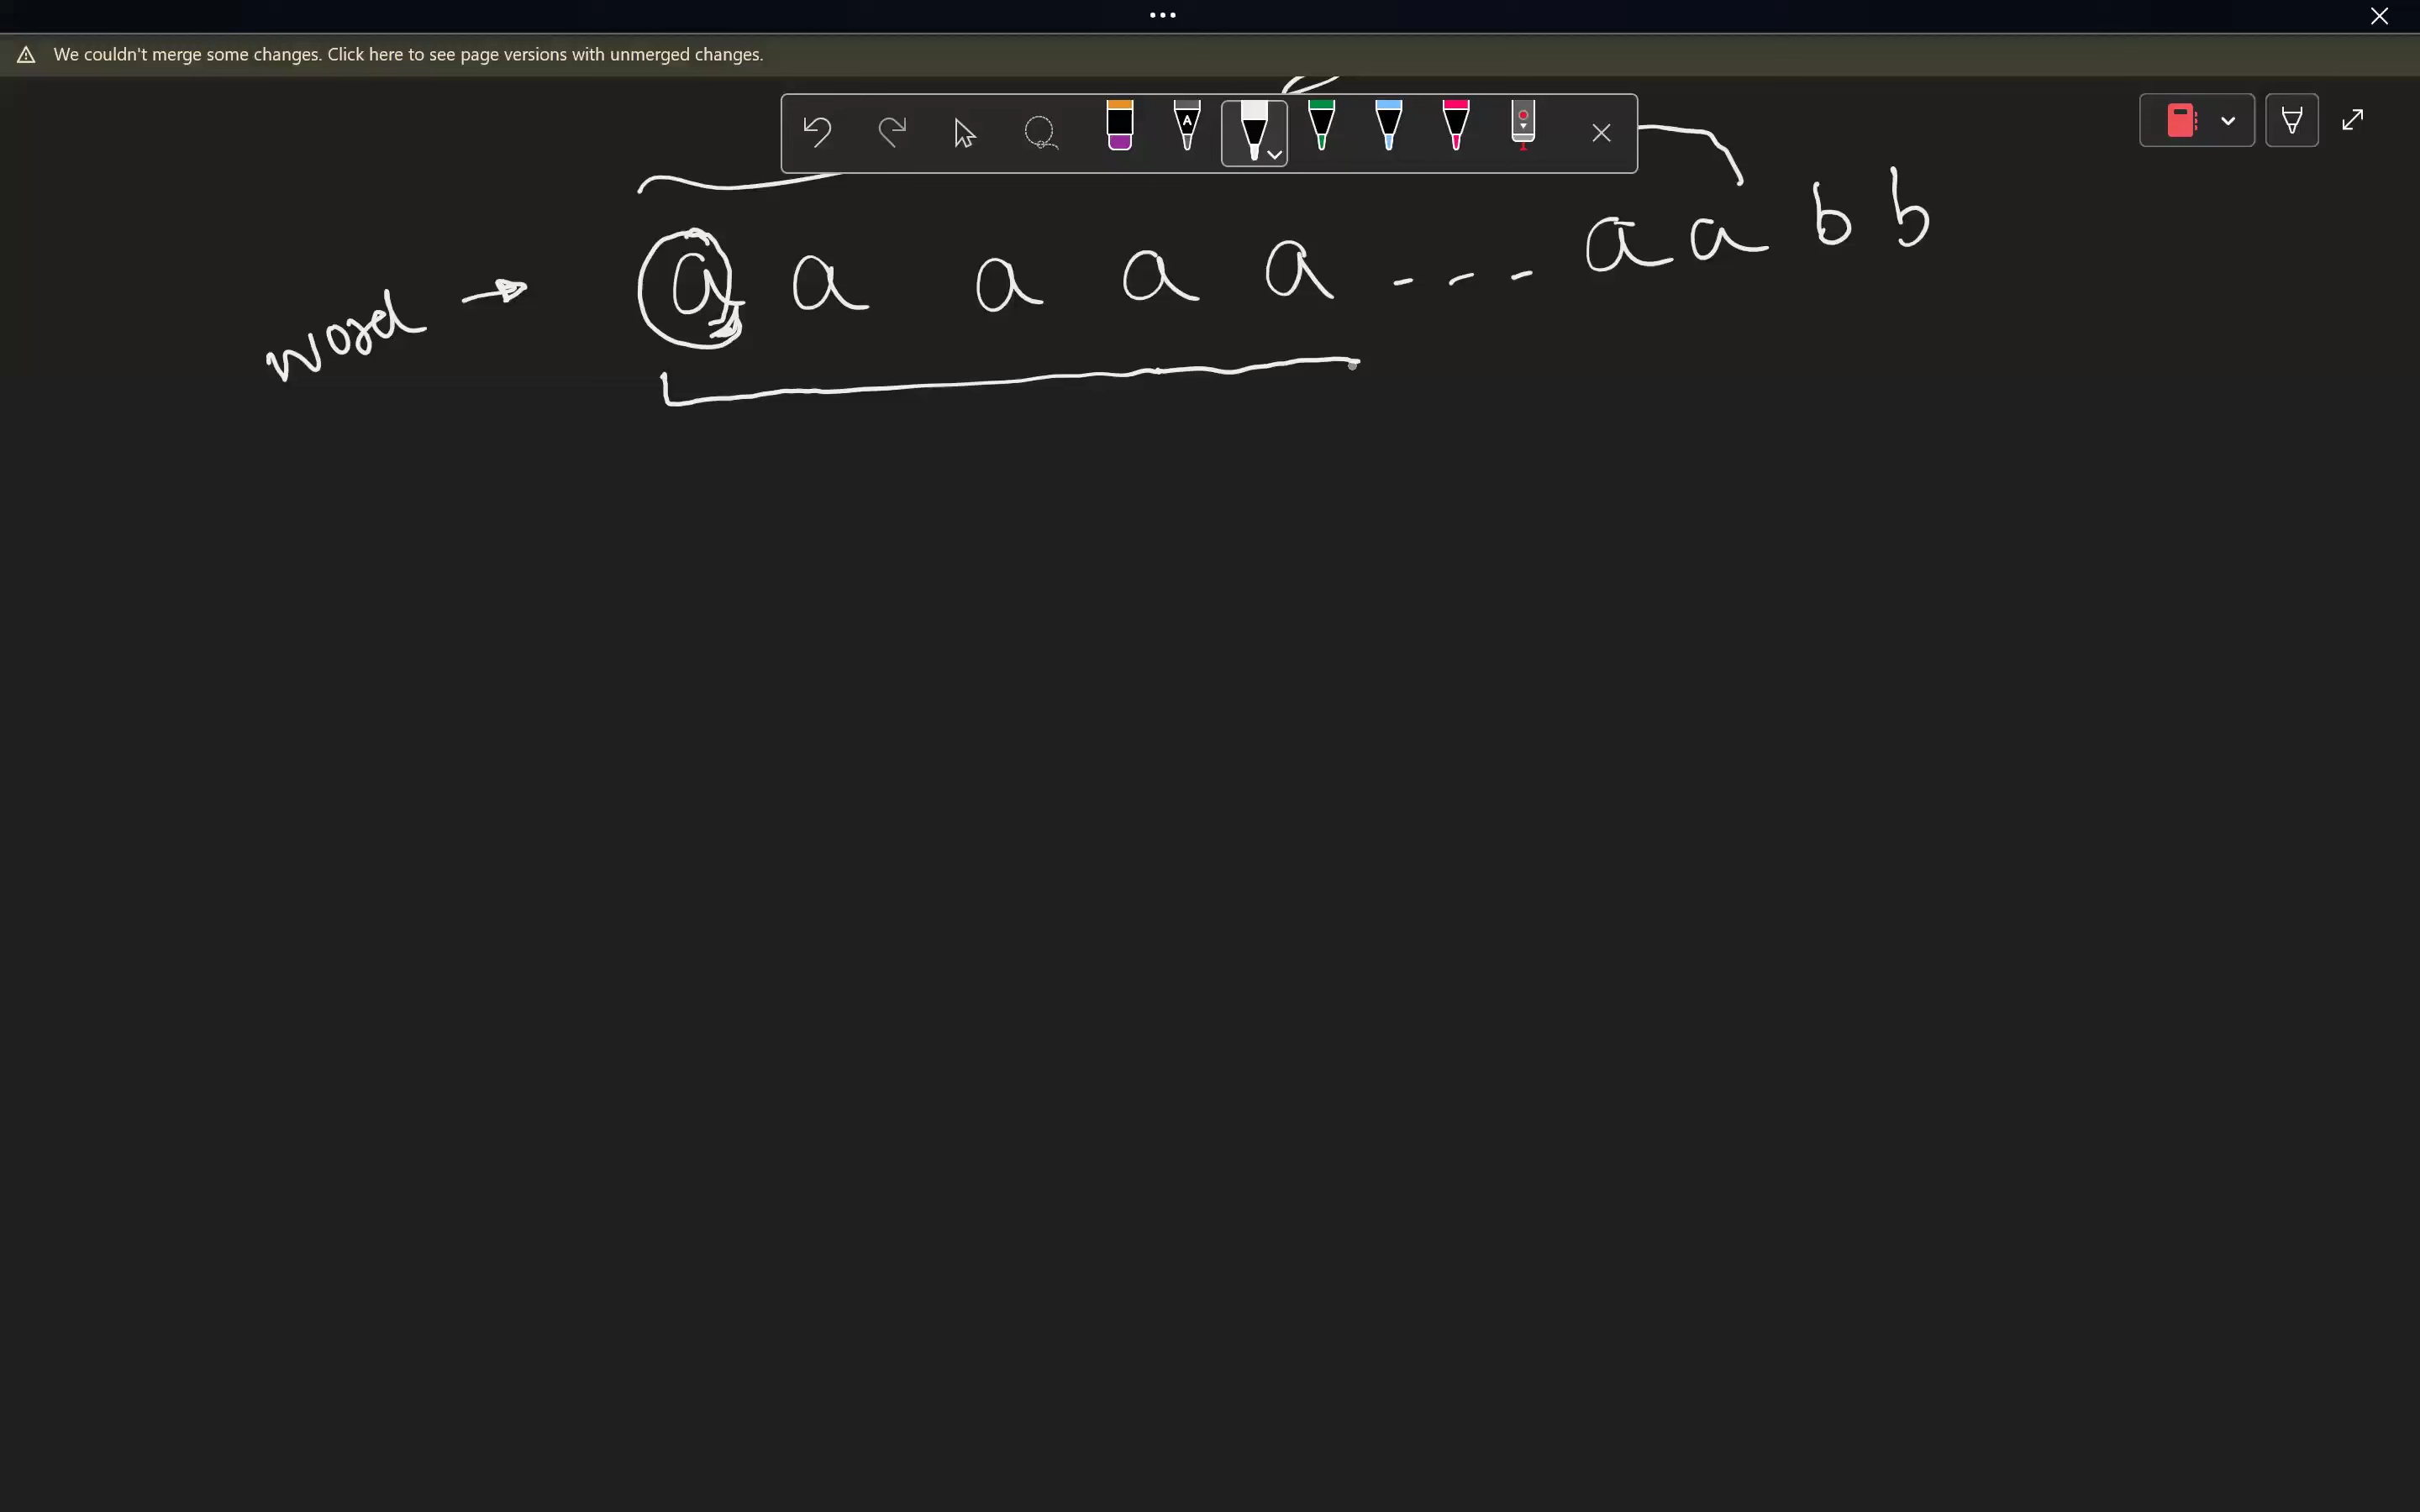 We couldn't merge some changes. Click here to see page versions with unmerged changes.
A
word → a a a a a - - - a a b b